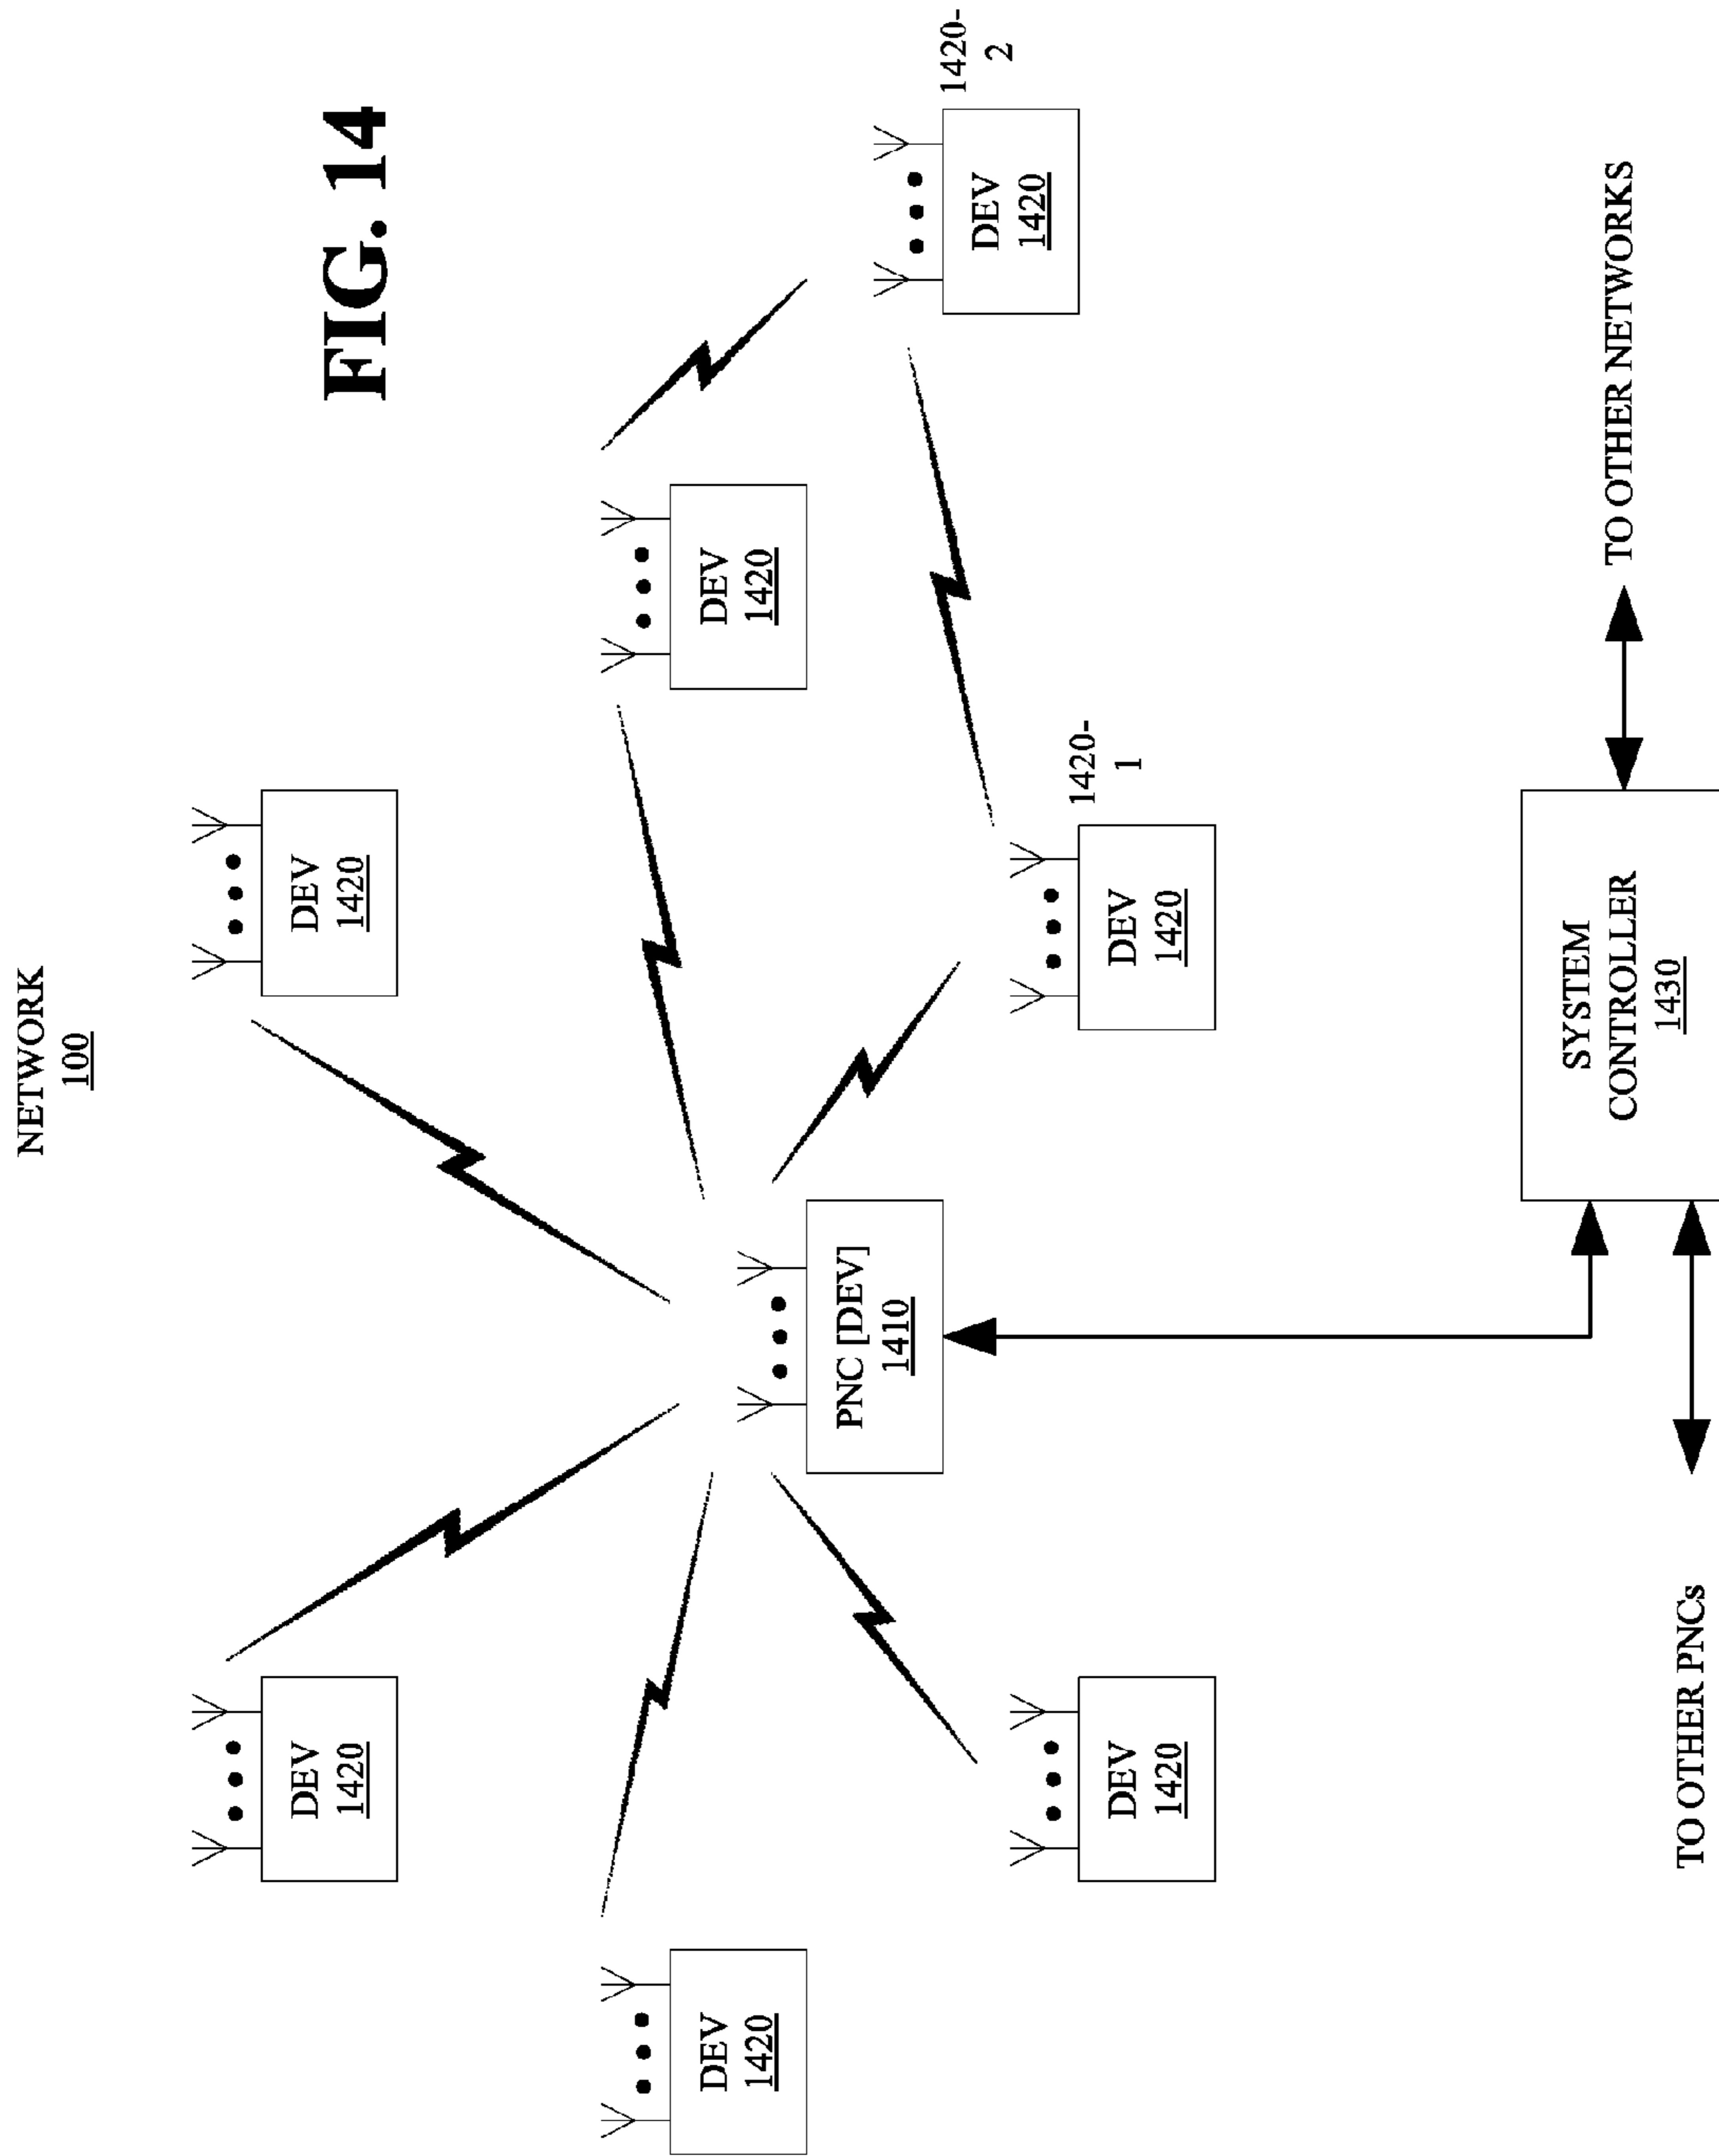 NETWORK
100
DEV
1420
DEV
1420
FIG. 14
DEV
1420
DEV
1420
PNC [DEV]
1410
1420-
2
DEV
1420
DEV
1420
1420-
1
DEV
1420
SYSTEM
CONTROLLER
1430
TO OTHER NETWORKS
TO OTHER PNCs